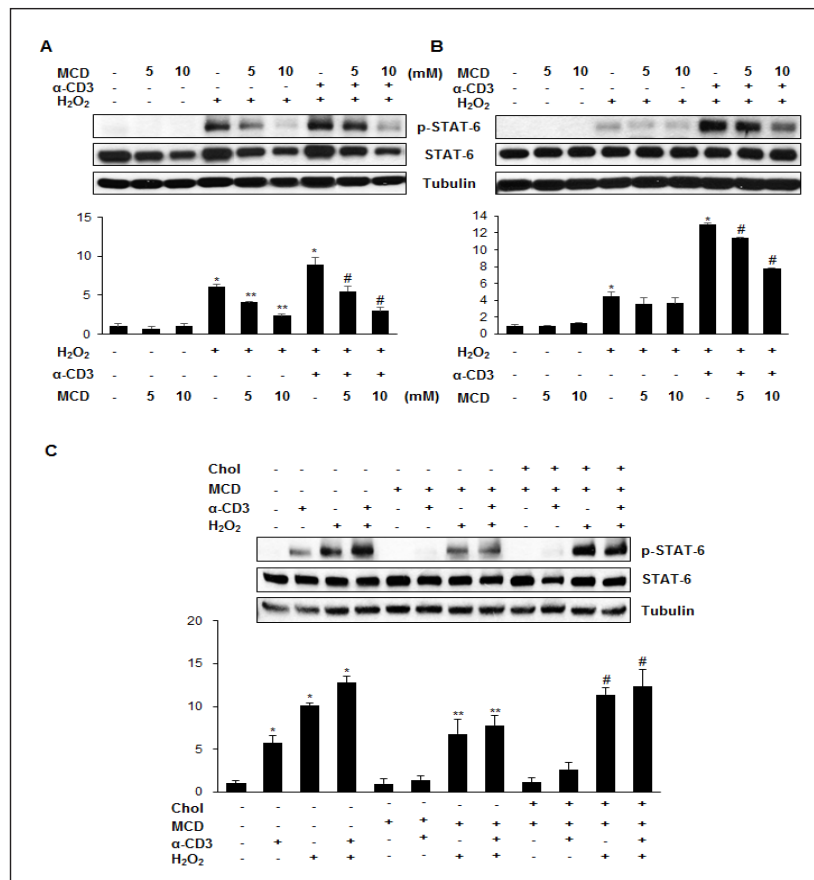 A
MCD - 5 10 - 5 10 - 5 10 (mM)
α-CD3 + + +
H₂O₂ + + + + + +
p-STAT-6
STAT-6
Tubulin
15
10
5
0
* ** ** * # #
H₂O₂ - - - + + + + + +
α-CD3 - - - - - - + + +
MCD - 5 10 - 5 10 - 5 10 (mM)
B
MCD - 5 10 - 5 10 - 5 10
α-CD3 + + +
H₂O₂ + + + + + +
p-STAT-6
STAT-6
Tubulin
14
12
10
8
6
4
2
0
* * # #
H₂O₂ - - - + + + + + +
α-CD3 - - - - - - + + +
MCD - 5 10 - 5 10 - 5 10
C
Chol - - - - - - - - + + + +
MCD - - - - + + + + + + + +
α-CD3 - + - + - + - + - + - +
H₂O₂ - - + + - - + + - - + +
p-STAT-6
STAT-6
Tubulin
20
15
10
5
0
* * * ** ** # #
Chol - - - - - - - - + + + +
MCD - - - - + + + + + + + +
α-CD3 - + - + - + - + - + - +
H₂O₂ - - + + - - + + - - + +